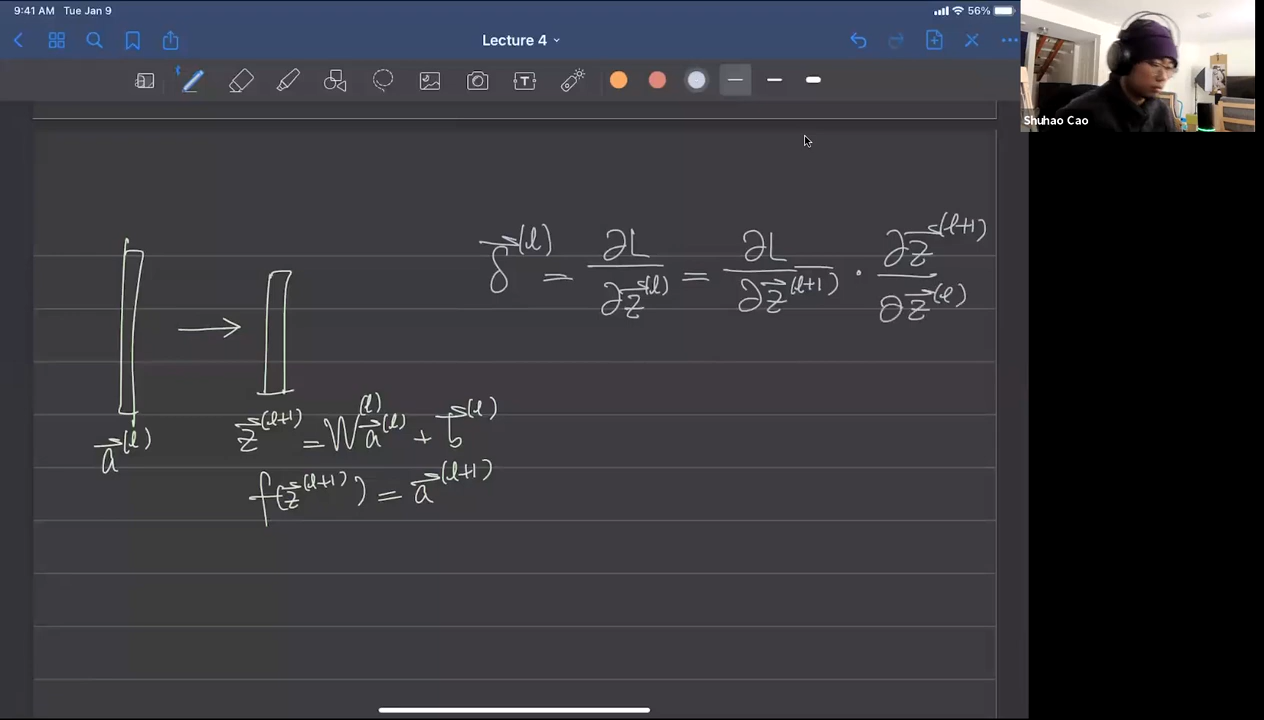 9:41 AM Tue Jan 9
56%
Lecture 4
Shuhao Cao
δ⃗^(l) = ∂L/∂z⃗^(l) = ∂L/∂z⃗^(l+1) · ∂z⃗^(l+1)/∂z⃗^(l)
a⃗^(l)
z⃗^(l+1) = W^(l) a⃗^(l) + b⃗^(l)
f(z⃗^(l+1)) = a⃗^(l+1)